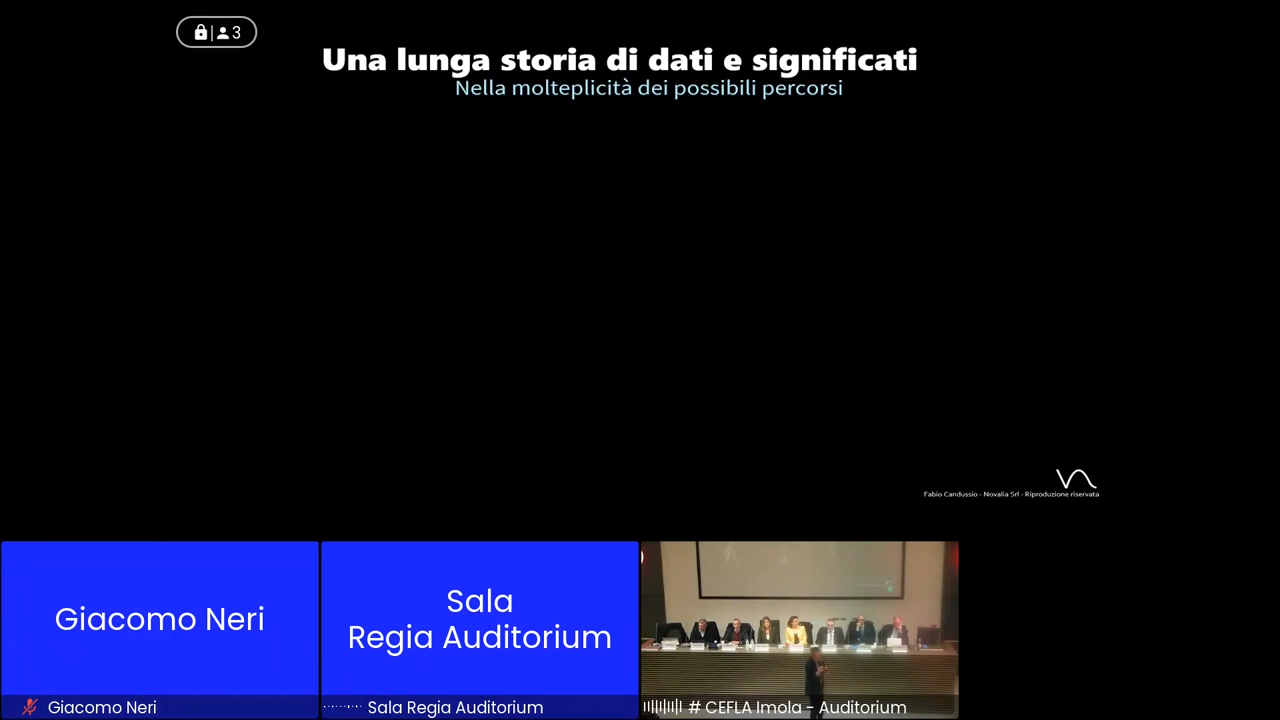 3
Una lunga storia di dati e significati
Nella molteplicità dei possibili percorsi
Fabio Candussio - Novalia Srl - Riproduzione riservata
Giacomo Neri
Sala
Regia Auditorium
Giacomo Neri
Sala Regia Auditorium
# CEFLA Imola - Auditorium